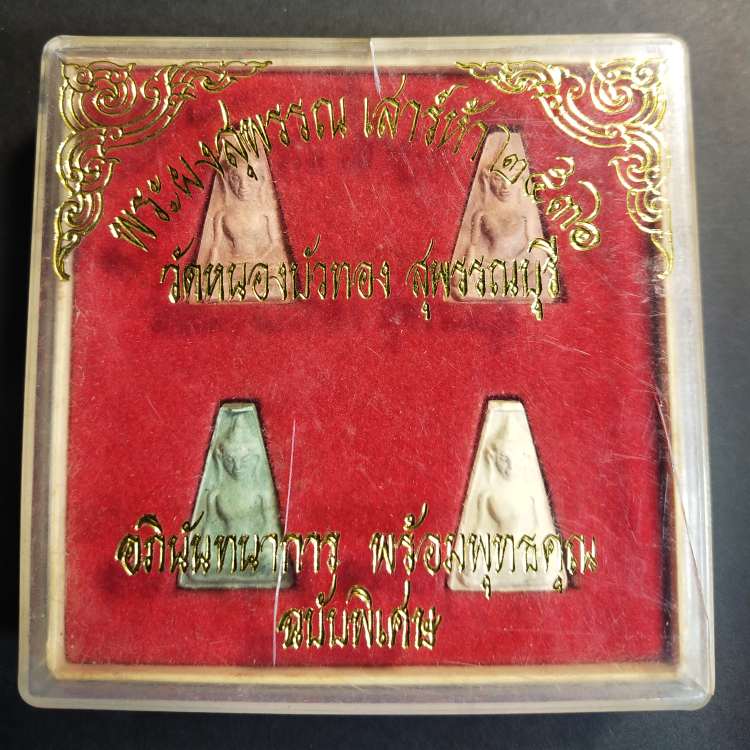 พระผงสุพรรณ เสาร์ห้า ๒๕๓๖
วัดหนองบัวทอง สุพรรณบุรี
อภินันทนาการ พร้อมพุทธคุณ
ฉบับพิเศษ